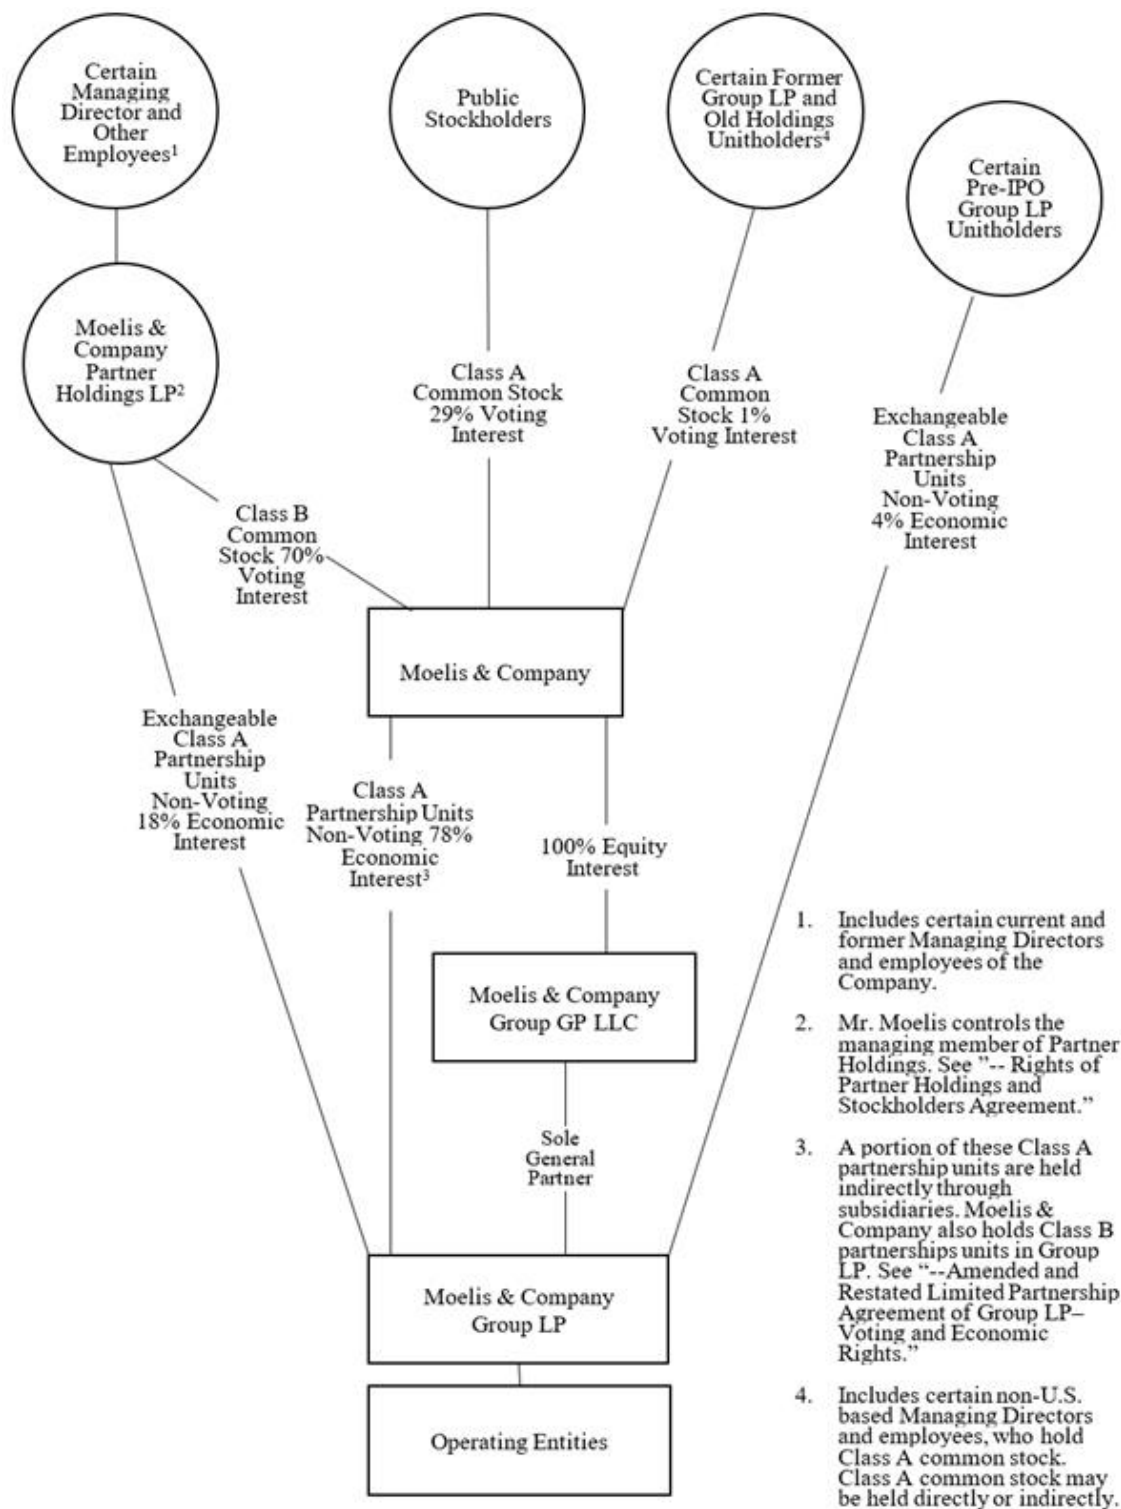 Certain
Managing
Director and
Other
Employees¹
Public
Stockholders
Certain Former
Group LP and
Old Holdings
Unitholders⁴
Certain
Pre-IPO
Group LP
Unitholders
Moelis &
Company
Partner
Holdings LP²
Class A
Common Stock
29% Voting
Interest
Class A
Common
Stock 1%
Voting Interest
Exchangeable
Class A
Partnership
Units
Non-Voting
4% Economic
Interest
Class B
Common
Stock 70%
Voting
Interest
Moelis & Company
Exchangeable
Class A
Partnership
Units
Non-Voting
18% Economic
Interest
Class A
Partnership Units
Non-Voting 78%
Economic
Interest³
100% Equity
Interest
Moelis & Company
Group GP LLC
Sole
General
Partner
Moelis & Company
Group LP
Operating Entities
1. Includes certain current and
former Managing Directors
and employees of the
Company.
2. Mr. Moelis controls the
managing member of Partner
Holdings. See ”-- Rights of
Partner Holdings and
Stockholders Agreement.”
3. A portion of these Class A
partnership units are held
indirectly through
subsidiaries. Moelis &
Company also holds Class B
partnerships units in Group
LP. See “--Amended and
Restated Limited Partnership
Agreement of Group LP–
Voting and Economic
Rights.”
4. Includes certain non-U.S.
based Managing Directors
and employees, who hold
Class A common stock.
Class A common stock may
be held directly or indirectly.